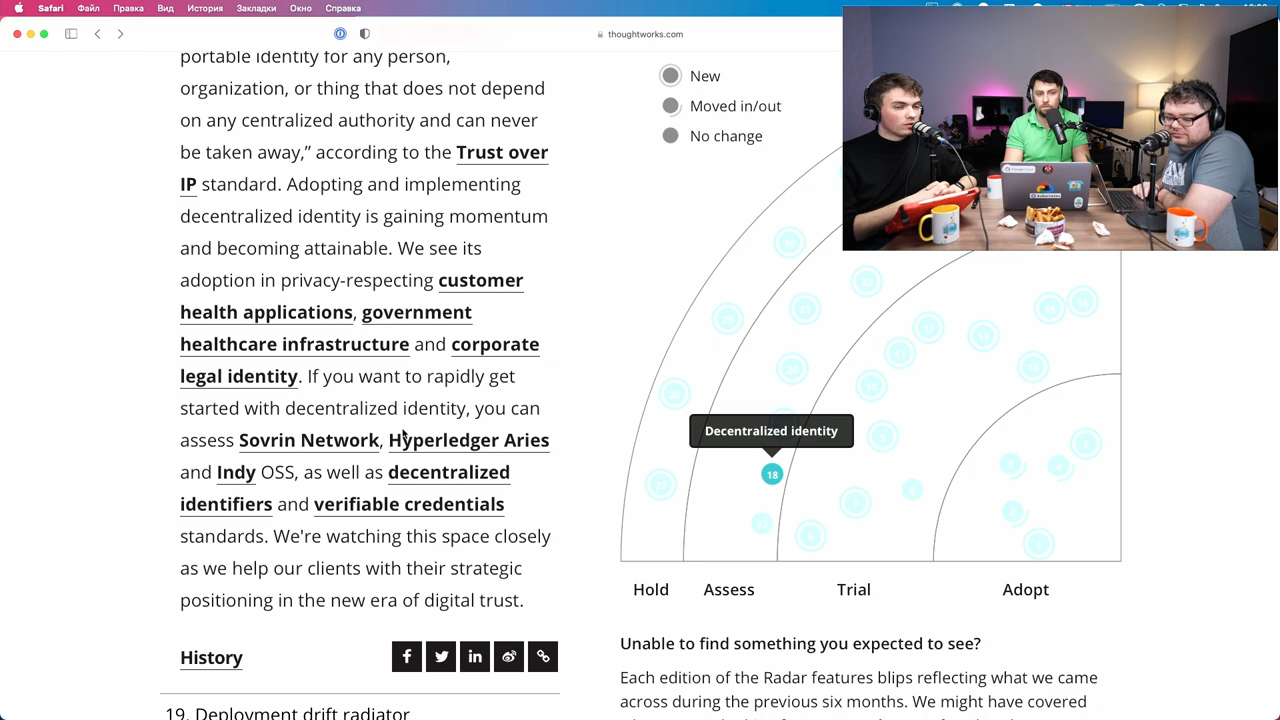 Safari Файл Правка Вид История Закладки Окно Справка
thoughtworks.com
portable identity for any person,
organization, or thing that does not depend
on any centralized authority and can never
be taken away,” according to the Trust over
IP standard. Adopting and implementing
decentralized identity is gaining momentum
and becoming attainable. We see its
adoption in privacy-respecting customer
health applications, government
healthcare infrastructure and corporate
legal identity. If you want to rapidly get
started with decentralized identity, you can
assess Sovrin Network, Hyperledger Aries
and Indy OSS, as well as decentralized
identifiers and verifiable credentials
standards. We're watching this space closely
as we help our clients with their strategic
positioning in the new era of digital trust.
History
19. Deployment drift radiator
New
Moved in/out
No change
Decentralized identity
18
Hold Assess Trial Adopt
Unable to find something you expected to see?
Each edition of the Radar features blips reflecting what we came
across during the previous six months. We might have covered